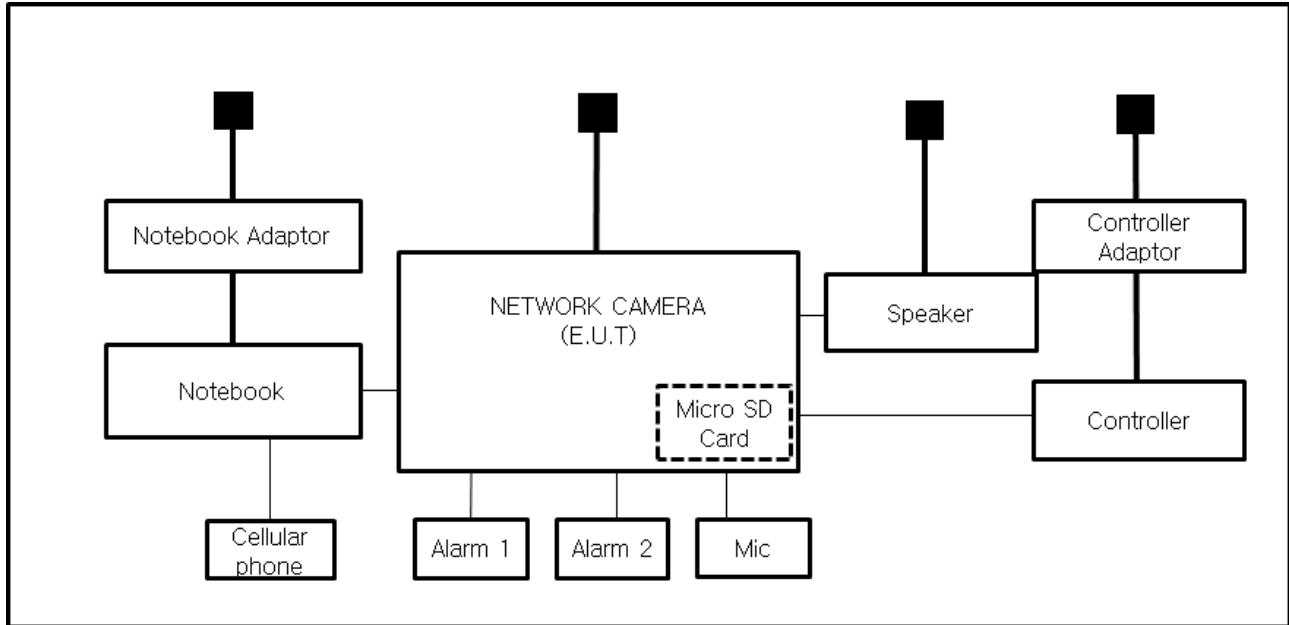 Notebook Adaptor
Controller
Adaptor
NETWORK CAMERA
(E.U.T)
Speaker
Notebook
Micro SD
Card
Controller
Cellular
phone
Alarm 1
Alarm 2
Mic